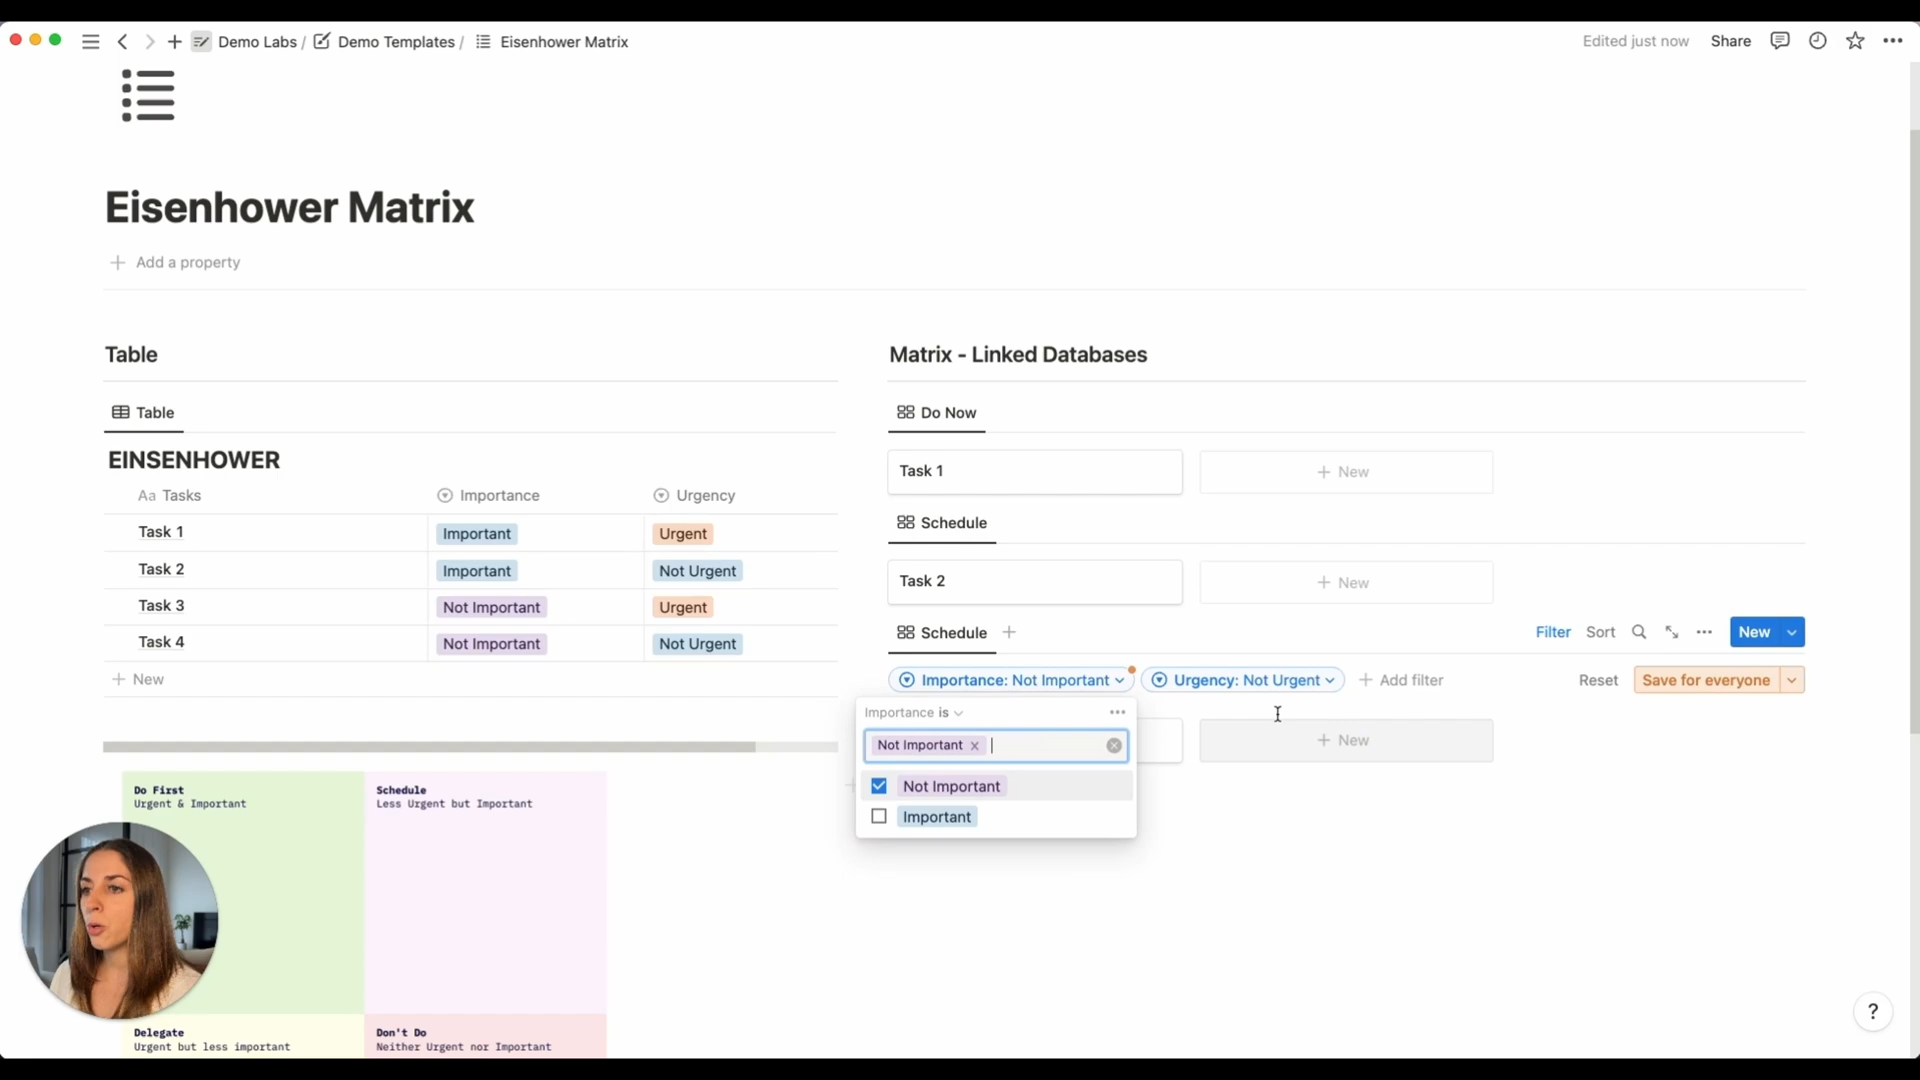 Demo Labs / Demo Templates / Eisenhower Matrix
Edited just now Share
Eisenhower Matrix
Add a property
Table
Table
EINSENHOWER
Aa Tasks Importance Urgency
Task 1 Important Urgent
Task 2 Important Not Urgent
Task 3 Not Important Urgent
Task 4 Not Important Not Urgent
+ New
Do First
Urgent & Important
Schedule
Less Urgent but Important
Delegate
Urgent but less important
Don't Do
Neither Urgent nor Important
Matrix - Linked Databases
Do Now
Task 1 + New
Schedule
Task 2 + New
Schedule + Filter Sort New
Importance: Not Important Urgency: Not Urgent + Add filter Reset Save for everyone
Importance is
Not Important
Not Important
Important
+ New
?